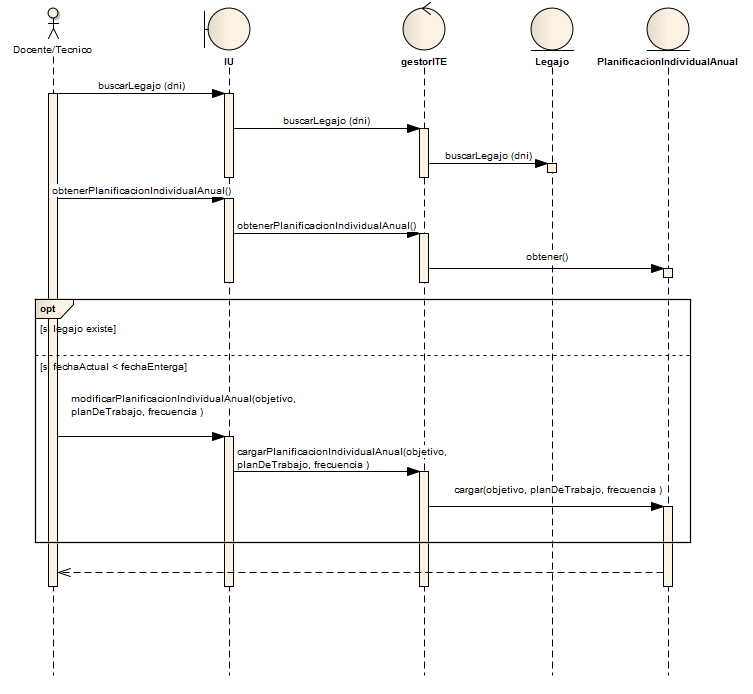 Docente/Tecnico
IU
gestorITE
Legajo
PlanificacionIndividualAnual
buscarLegajo (dni)
buscarLegajo (dni)
buscarLegajo (dni)
obtenerPlanificacionIndividualAnual()
obtenerPlanificacionIndividualAnual()
obtener()
opt
[si legajo existe]
[si fechaActual < fechaEnterga]
modificarPlanificacionIndividualAnual(objetivo,
planDeTrabajo, frecuencia )
cargarPlanificacionIndividualAnual(objetivo,
planDeTrabajo, frecuencia )
cargar(objetivo, planDeTrabajo, frecuencia )